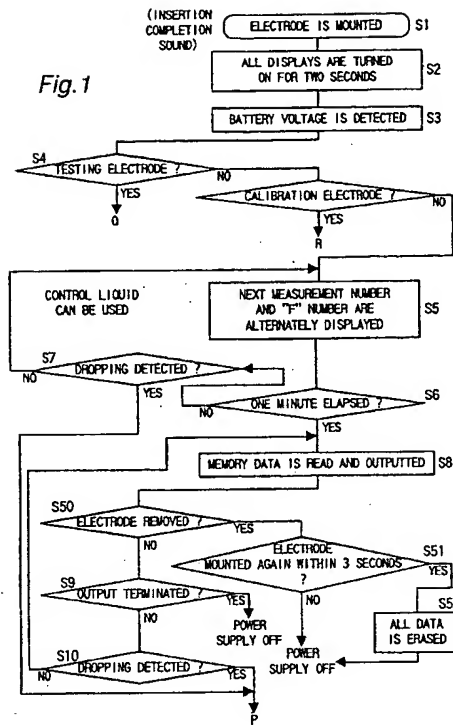 (INSERTION
COMPLETION
SOUND)
ELECTRODE IS MOUNTED
S1
Fig.1
ALL DISPLAYS ARE TURNED
ON FOR TWO SECONDS
S2
BATTERY VOLTAGE IS DETECTED
S3
S4
TESTING ELECTRODE ?
NO
YES
Q
CALIBRATION ELECTRODE ?
NO
YES
R
CONTROL LIQUID
CAN BE USED
NEXT MEASUREMENT NUMBER
AND "F" NUMBER ARE
ALTERNATELY DISPLAYED
S5
S7
DROPPING DETECTED ?
NO
YES
ONE MINUTE ELAPSED ?
S6
NO
YES
MEMORY DATA IS READ AND OUTPUTTED
S8
S50
ELECTRODE REMOVED ?
YES
NO
ELECTRODE
MOUNTED AGAIN WITHIN 3 SECONDS
?
S51
YES
NO
S9
OUTPUT TERMINATED ?
YES
NO
POWER
SUPPLY OFF
POWER
SUPPLY OFF
S5
ALL DATA
IS ERASED
S10
DROPPING DETECTED ?
NO
YES
P